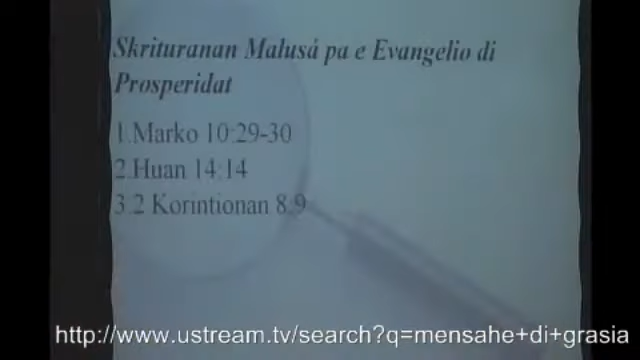 Skrituranan Malusá pa e Evangelio di
Prosperidat
1.Marko 10:29-30
2.Huan 14:14
3.2 Korintionan 8:9
http://www.ustream.tv/search?q=mensahe+di+grasia